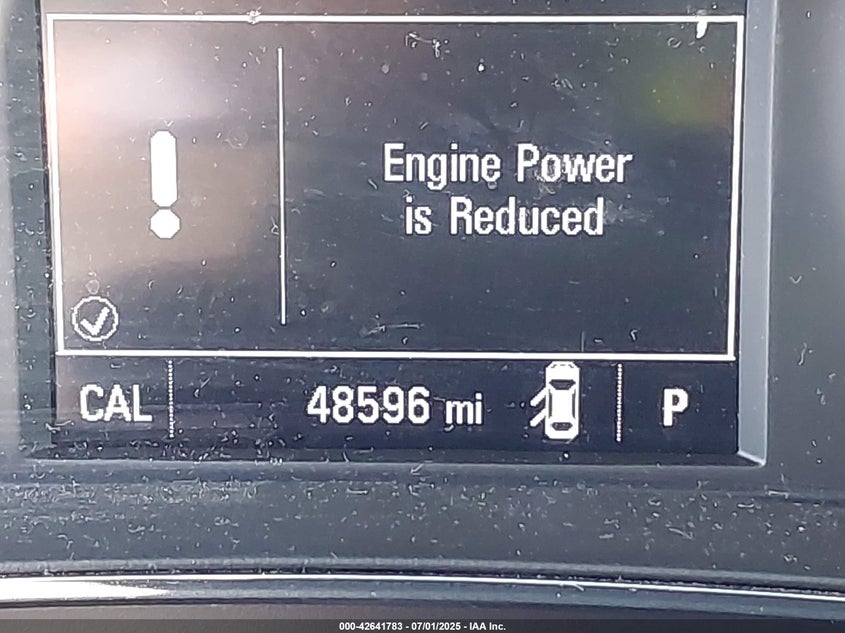 Engine Power
is Reduced
CAL 48596 mi P
000-42641783 - 07/01/2025 - IAA Inc.